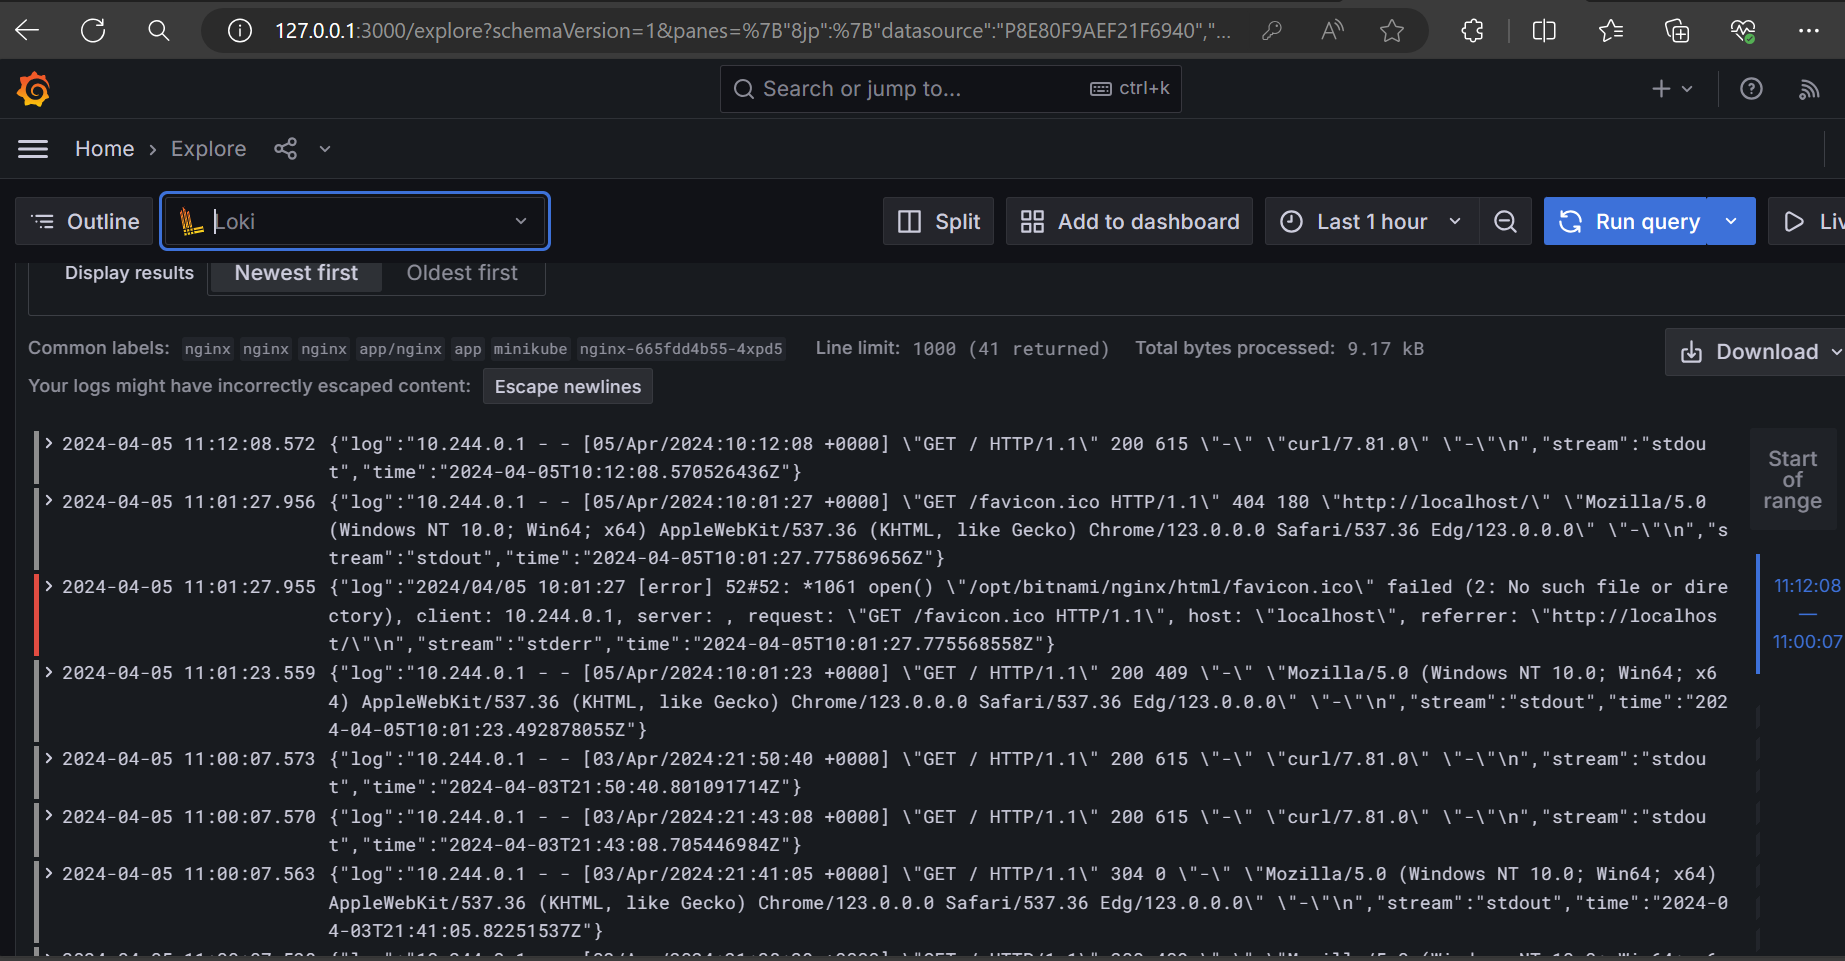 127.0.0.1:3000/explore?schemaVersion=1&panes=%7B"8jp":%7B"datasource":"P8E80F9AEF21F6940","...
Search or jump to... ctrl+k
Home › Explore
Outline Loki Split Add to dashboard Last 1 hour Run query Liv
Display results Newest first Oldest first
Common labels: nginx nginx nginx app/nginx app minikube nginx-665fdd4b55-4xpd5 Line limit: 1000 (41 returned) Total bytes processed: 9.17 kB
Download
Your logs might have incorrectly escaped content: Escape newlines
2024-04-05 11:12:08.572 {"log":"10.244.0.1 - - [05/Apr/2024:10:12:08 +0000] \"GET / HTTP/1.1\" 200 615 \"-\" \"curl/7.81.0\" \"-\"\n","stream":"stdou
t","time":"2024-04-05T10:12:08.570526436Z"}
2024-04-05 11:01:27.956 {"log":"10.244.0.1 - - [05/Apr/2024:10:01:27 +0000] \"GET /favicon.ico HTTP/1.1\" 404 180 \"http://localhost/\" \"Mozilla/5.0
(Windows NT 10.0; Win64; x64) AppleWebKit/537.36 (KHTML, like Gecko) Chrome/123.0.0.0 Safari/537.36 Edg/123.0.0.0\" \"-\"\n","s
tream":"stdout","time":"2024-04-05T10:01:27.775869656Z"}
2024-04-05 11:01:27.955 {"log":"2024/04/05 10:01:27 [error] 52#52: *1061 open() \"/opt/bitnami/nginx/html/favicon.ico\" failed (2: No such file or dire
ctory), client: 10.244.0.1, server: , request: \"GET /favicon.ico HTTP/1.1\", host: \"localhost\", referrer: \"http://localhos
t/\"\n","stream":"stderr","time":"2024-04-05T10:01:27.775568558Z"}
2024-04-05 11:01:23.559 {"log":"10.244.0.1 - - [05/Apr/2024:10:01:23 +0000] \"GET / HTTP/1.1\" 200 409 \"-\" \"Mozilla/5.0 (Windows NT 10.0; Win64; x6
4) AppleWebKit/537.36 (KHTML, like Gecko) Chrome/123.0.0.0 Safari/537.36 Edg/123.0.0.0\" \"-\"\n","stream":"stdout","time":"202
4-04-05T10:01:23.492878055Z"}
2024-04-05 11:00:07.573 {"log":"10.244.0.1 - - [03/Apr/2024:21:50:40 +0000] \"GET / HTTP/1.1\" 200 615 \"-\" \"curl/7.81.0\" \"-\"\n","stream":"stdou
t","time":"2024-04-03T21:50:40.801091714Z"}
2024-04-05 11:00:07.570 {"log":"10.244.0.1 - - [03/Apr/2024:21:43:08 +0000] \"GET / HTTP/1.1\" 200 615 \"-\" \"curl/7.81.0\" \"-\"\n","stream":"stdou
t","time":"2024-04-03T21:43:08.705446984Z"}
2024-04-05 11:00:07.563 {"log":"10.244.0.1 - - [03/Apr/2024:21:41:05 +0000] \"GET / HTTP/1.1\" 304 0 \"-\" \"Mozilla/5.0 (Windows NT 10.0; Win64; x64)
AppleWebKit/537.36 (KHTML, like Gecko) Chrome/123.0.0.0 Safari/537.36 Edg/123.0.0.0\" \"-\"\n","stream":"stdout","time":"2024-0
4-03T21:41:05.82251537Z"}
Start
of
range
11:12:08
—
11:00:07